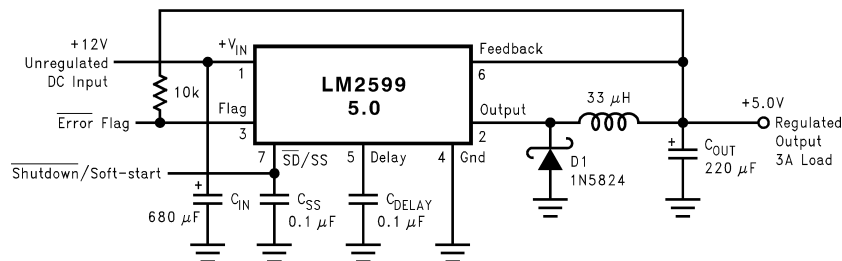 +12V
Unregulated
DC Input
+V_IN
1
Feedback
6
LM2599
5.0
10k
Flag
3
Error Flag
Output
2
33 μH
+5.0V
Regulated
Output
3A Load
7
SD/SS
5
Delay
4
Gnd
Shutdown/Soft-start
+
C_IN
680 μF
C_SS
0.1 μF
C_DELAY
0.1 μF
D1
1N5824
+
C_OUT
220 μF